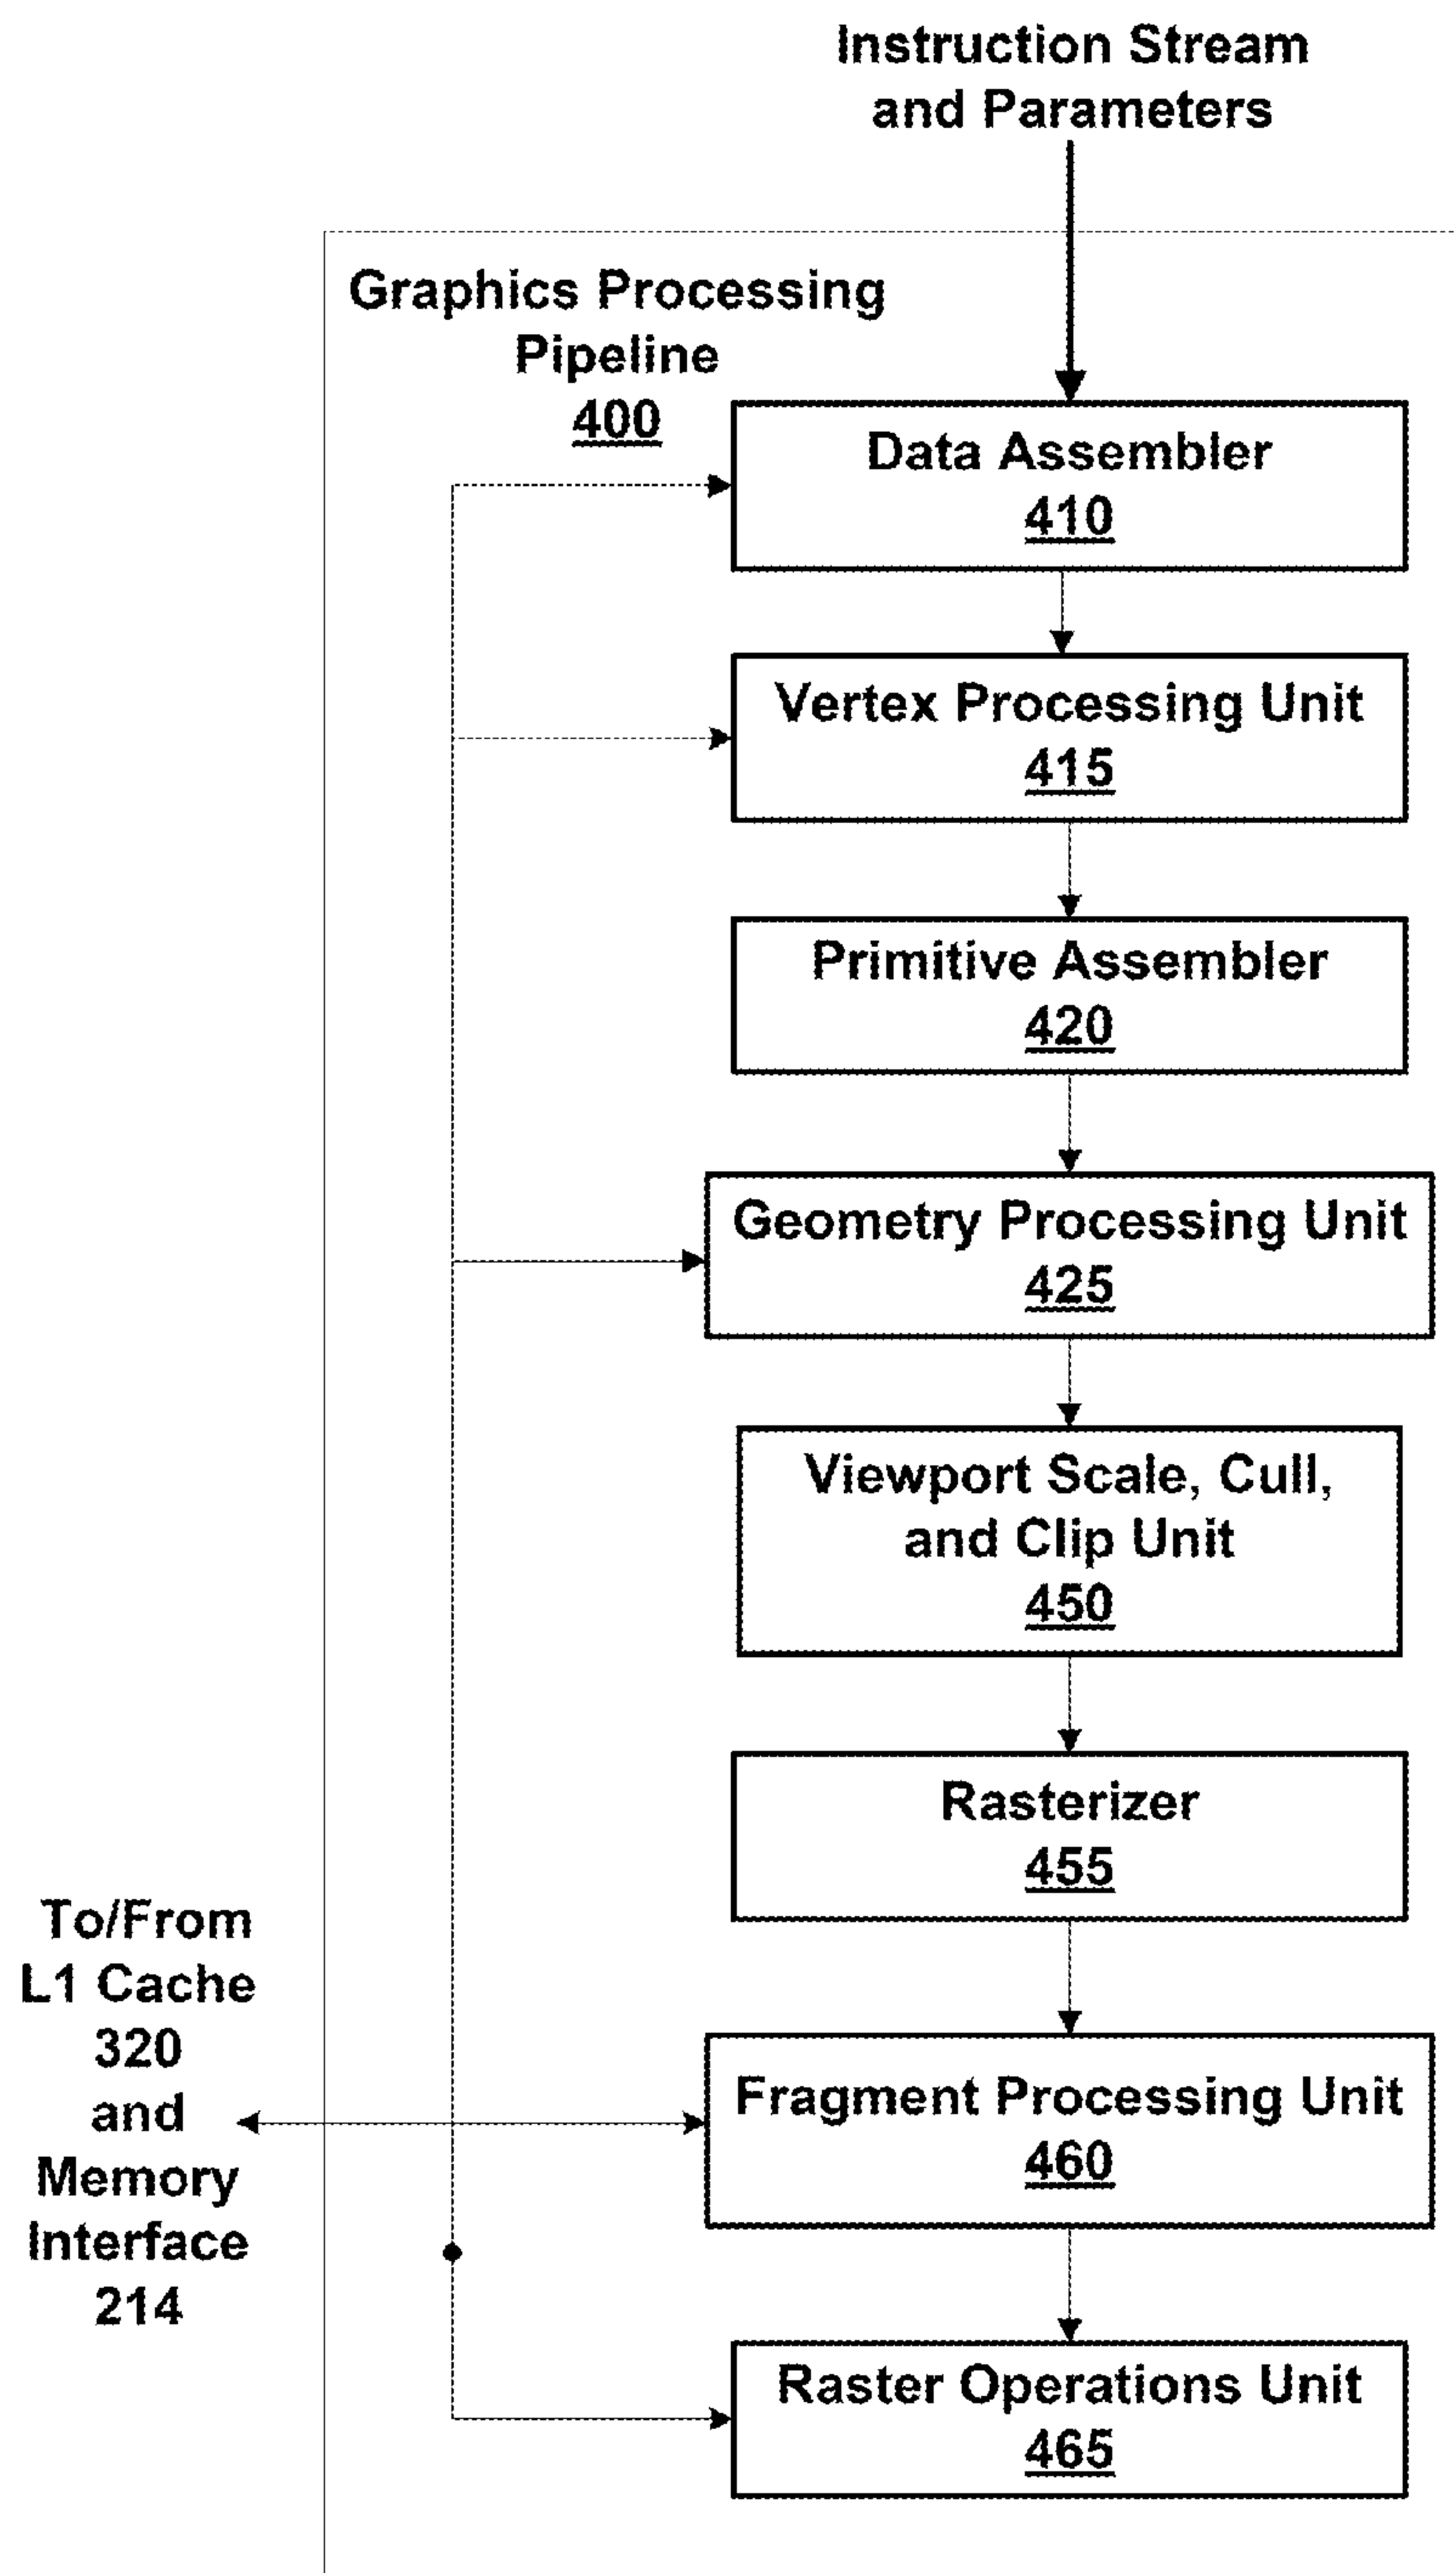 Instruction Stream
and Parameters
Graphics Processing
Pipeline
400
Data Assembler
410
Vertex Processing Unit
415
Primitive Assembler
420
Geometry Processing Unit
425
Viewport Scale, Cull,
and Clip Unit
450
Rasterizer
455
To/From
L1 Cache
320
and
Memory
Interface
214
Fragment Processing Unit
460
Raster Operations Unit
465